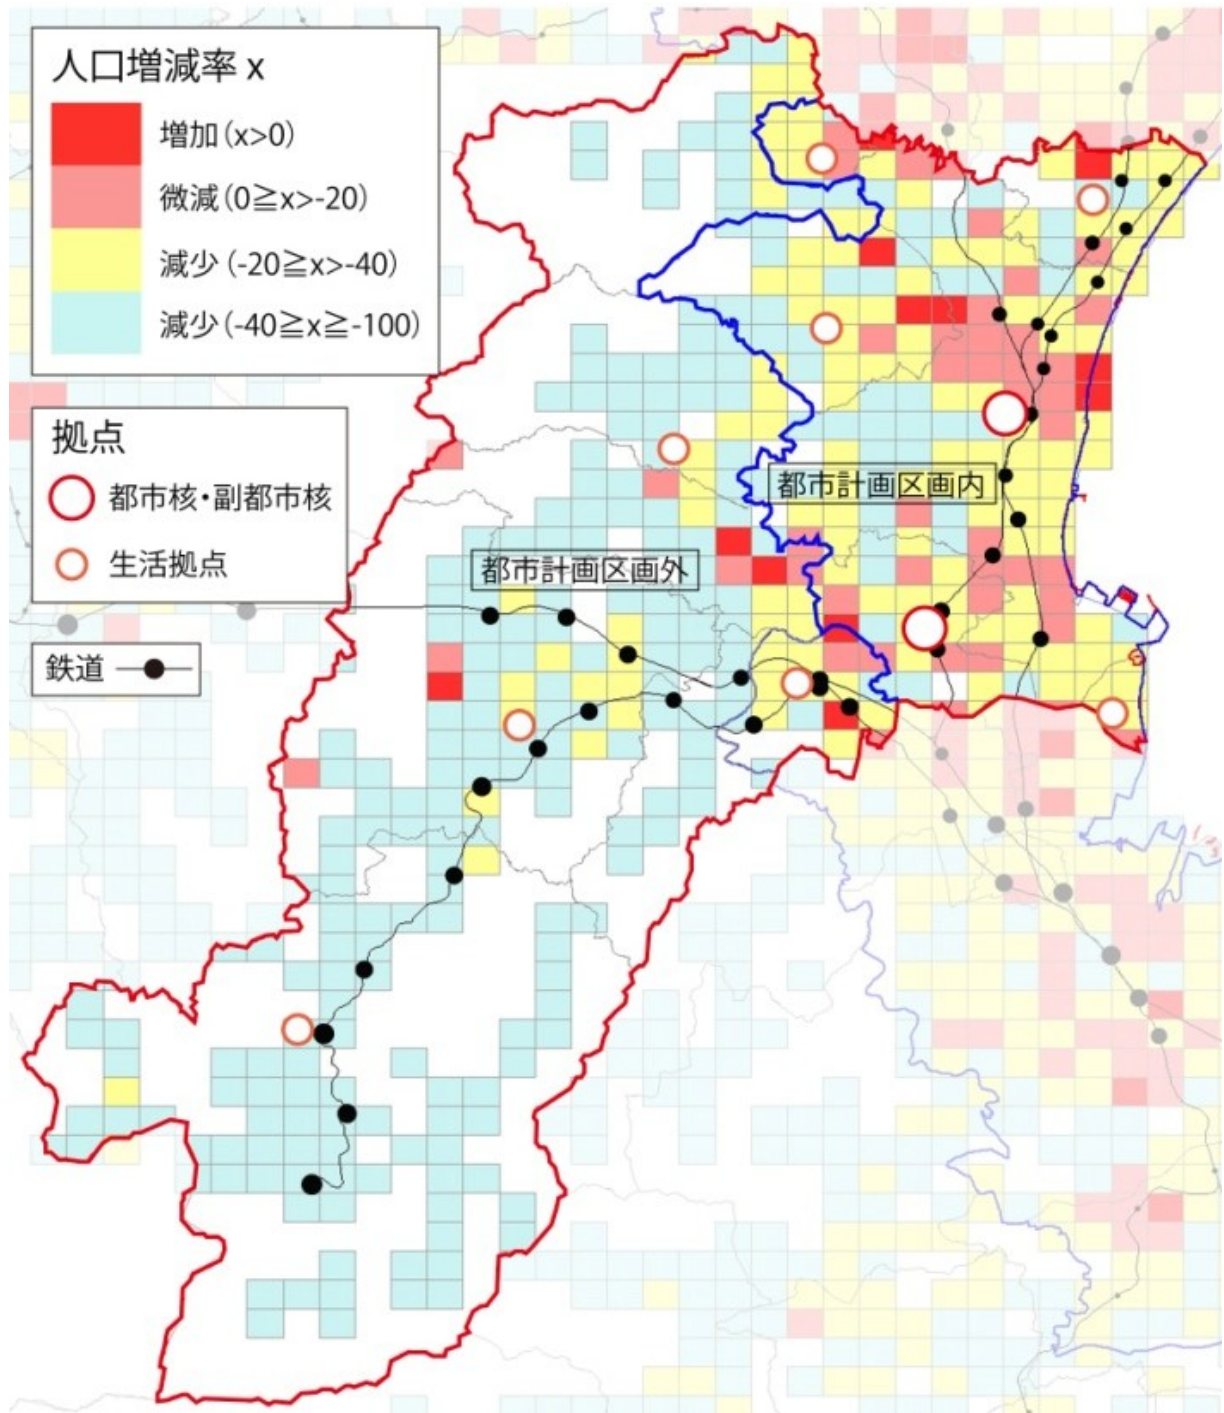 人口増減率 x
増加(x>0)
微減(0≧x>-20)
減少(-20≧x>-40)
減少(-40≧x≧-100)
拠点
都市核・副都市核
生活拠点
鉄道
都市計画区画内
都市計画区画外